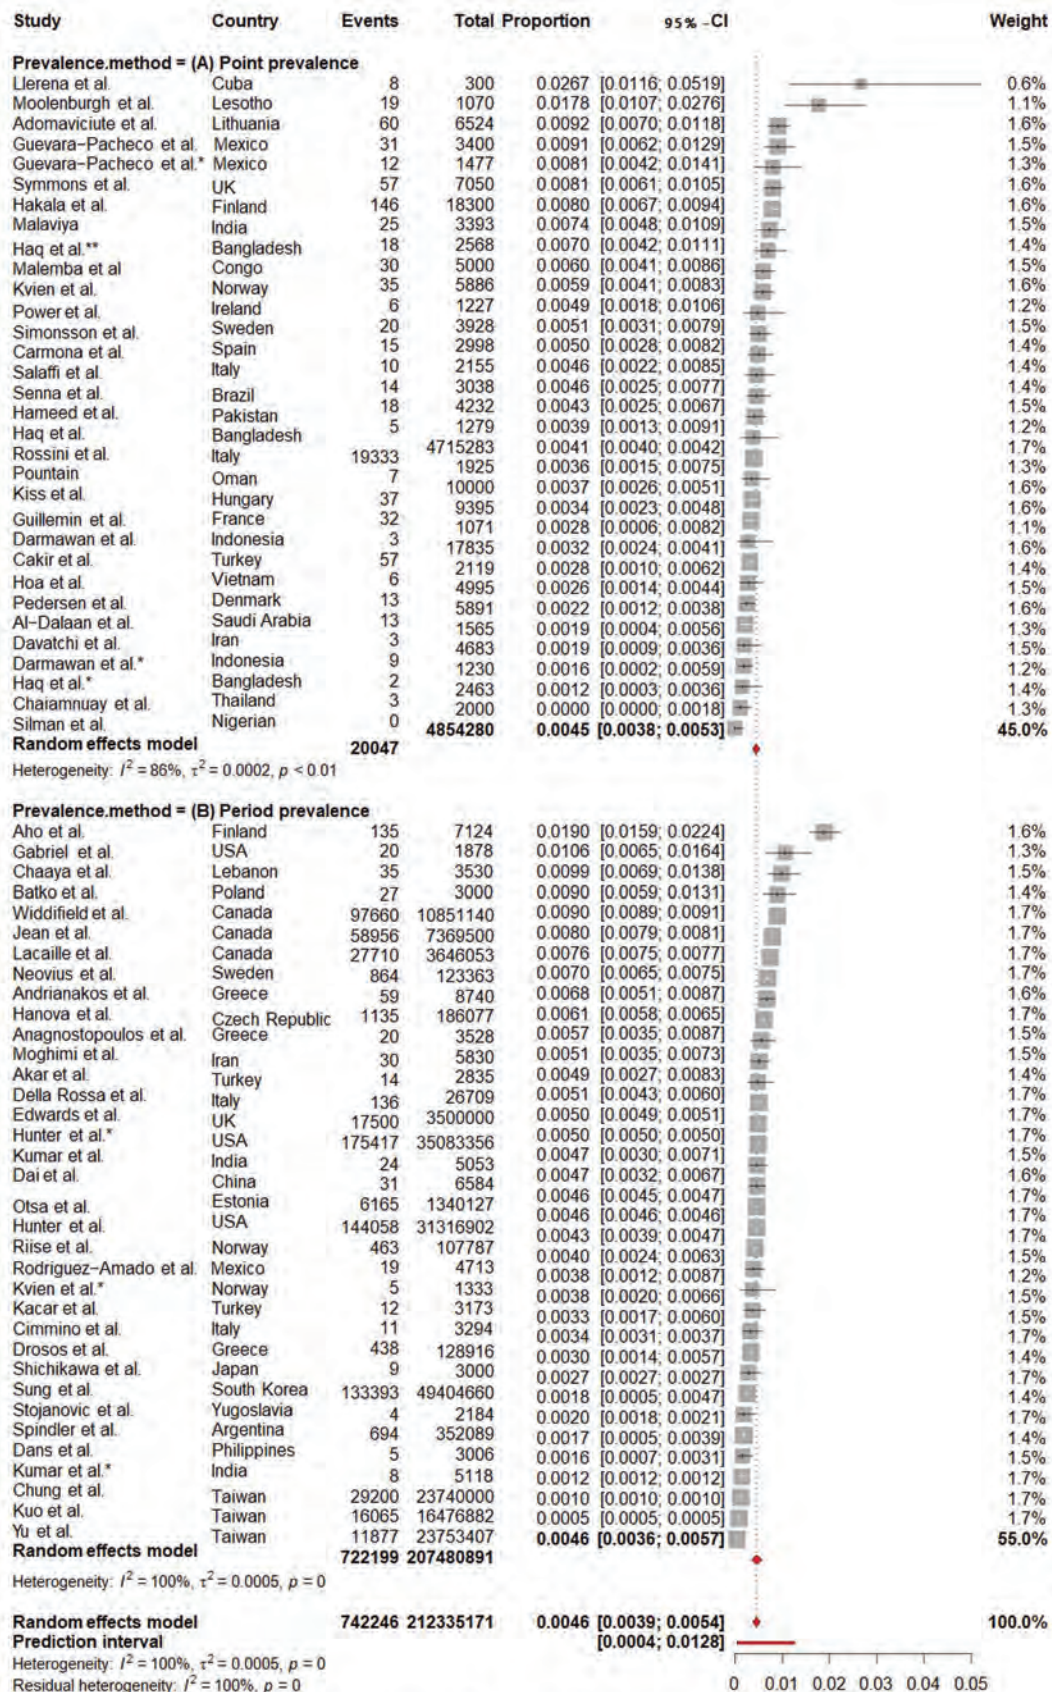 Study Country Events Total Proportion 95% -CI Weight
Prevalence.method = (A) Point prevalence
Llerena et al. Cuba 8 300 0.0267 [0.0116; 0.0519] 0.6%
Moolenburgh et al. Lesotho 19 1070 0.0178 [0.0107; 0.0276] 1.1%
Adomaviciute et al. Lithuania 60 6524 0.0092 [0.0070; 0.0118] 1.6%
Guevara-Pacheco et al. Mexico 31 3400 0.0091 [0.0062; 0.0129] 1.5%
Guevara-Pacheco et al.* Mexico 12 1477 0.0081 [0.0042; 0.0141] 1.3%
Symmons et al. UK 57 7050 0.0081 [0.0061; 0.0105] 1.6%
Hakala et al. Finland 146 18300 0.0080 [0.0067; 0.0094] 1.6%
Malaviya India 25 3393 0.0074 [0.0048; 0.0109] 1.5%
Haq et al.** Bangladesh 18 2568 0.0070 [0.0042; 0.0111] 1.4%
Malemba et al Congo 30 5000 0.0060 [0.0041; 0.0086] 1.5%
Kvien et al. Norway 35 5886 0.0059 [0.0041; 0.0083] 1.6%
Power et al. Ireland 6 1227 0.0049 [0.0018; 0.0106] 1.2%
Simonsson et al. Sweden 20 3928 0.0051 [0.0031; 0.0079] 1.5%
Carmona et al. Spain 15 2998 0.0050 [0.0028; 0.0082] 1.4%
Salaffi et al. Italy 10 2155 0.0046 [0.0022; 0.0085] 1.4%
Senna et al. Brazil 14 3038 0.0046 [0.0025; 0.0077] 1.4%
Hameed et al. Pakistan 18 4232 0.0043 [0.0025; 0.0067] 1.5%
Haq et al. Bangladesh 5 1279 0.0039 [0.0013; 0.0091] 1.2%
Rossini et al. Italy 19333 4715283 0.0041 [0.0040; 0.0042] 1.7%
Pountain Oman 7 1925 0.0036 [0.0015; 0.0075] 1.3%
Kiss et al. Hungary 37 10000 0.0037 [0.0026; 0.0051] 1.6%
Guillemin et al. France 32 9395 0.0034 [0.0023; 0.0048] 1.6%
Darmawan et al. Indonesia 3 1071 0.0028 [0.0006; 0.0082] 1.1%
Cakir et al. Turkey 57 17835 0.0032 [0.0024; 0.0041] 1.6%
Hoa et al. Vietnam 6 2119 0.0028 [0.0010; 0.0062] 1.4%
Pedersen et al. Denmark 13 4995 0.0026 [0.0014; 0.0044] 1.5%
Al-Dalaan et al. Saudi Arabia 13 5891 0.0022 [0.0012; 0.0038] 1.6%
Davatchi et al. Iran 3 1565 0.0019 [0.0004; 0.0056] 1.3%
Darmawan et al.* Indonesia 9 4683 0.0019 [0.0009; 0.0036] 1.5%
Haq et al.* Bangladesh 2 1230 0.0016 [0.0002; 0.0059] 1.2%
Chaiamnuay et al. Thailand 3 2463 0.0012 [0.0003; 0.0036] 1.4%
Silman et al. Nigerian 0 2000 0.0000 [0.0000; 0.0018] 1.3%
Random effects model 20047 4854280 0.0045 [0.0038; 0.0053] 45.0%
Heterogeneity: I² = 86%, τ² = 0.0002, p < 0.01
Prevalence.method = (B) Period prevalence
Aho et al. Finland 135 7124 0.0190 [0.0159; 0.0224] 1.6%
Gabriel et al. USA 20 1878 0.0106 [0.0065; 0.0164] 1.3%
Chaaya et al. Lebanon 35 3530 0.0099 [0.0069; 0.0138] 1.5%
Batko et al. Poland 27 3000 0.0090 [0.0059; 0.0131] 1.4%
Widdifield et al. Canada 97660 10851140 0.0090 [0.0089; 0.0091] 1.7%
Jean et al. Canada 58956 7369500 0.0080 [0.0079; 0.0081] 1.7%
Lacaille et al. Canada 27710 3646053 0.0076 [0.0075; 0.0077] 1.7%
Neovius et al. Sweden 864 123363 0.0070 [0.0065; 0.0075] 1.7%
Andrianakos et al. Greece 59 8740 0.0068 [0.0051; 0.0087] 1.6%
Hanova et al. Czech Republic 1135 186077 0.0061 [0.0058; 0.0065] 1.7%
Anagnostopoulos et al. Greece 20 3528 0.0057 [0.0035; 0.0087] 1.5%
Moghimi et al. Iran 30 5830 0.0051 [0.0035; 0.0073] 1.5%
Akar et al. Turkey 14 2835 0.0049 [0.0027; 0.0083] 1.4%
Della Rossa et al. Italy 136 26709 0.0051 [0.0043; 0.0060] 1.7%
Edwards et al. UK 17500 3500000 0.0050 [0.0049; 0.0051] 1.7%
Hunter et al.* USA 175417 35083356 0.0050 [0.0050; 0.0050] 1.7%
Kumar et al. India 24 5053 0.0047 [0.0030; 0.0071] 1.5%
Dai et al. China 31 6584 0.0047 [0.0032; 0.0067] 1.6%
Otsa et al. Estonia 6165 1340127 0.0046 [0.0045; 0.0047] 1.7%
Hunter et al. USA 144058 31316902 0.0046 [0.0046; 0.0046] 1.7%
Riise et al. Norway 463 107787 0.0043 [0.0039; 0.0047] 1.7%
Rodriguez-Amado et al. Mexico 19 4713 0.0040 [0.0024; 0.0063] 1.5%
Kvien et al.* Norway 5 1333 0.0038 [0.0012; 0.0087] 1.2%
Kacar et al. Turkey 12 3173 0.0038 [0.0020; 0.0066] 1.5%
Cimmino et al. Italy 11 3294 0.0033 [0.0017; 0.0060] 1.5%
Drosos et al. Greece 438 128916 0.0034 [0.0031; 0.0037] 1.7%
Shichikawa et al. Japan 9 3000 0.0030 [0.0014; 0.0057] 1.4%
Sung et al. South Korea 133393 49404660 0.0027 [0.0027; 0.0027] 1.7%
Stojanovic et al. Yugoslavia 4 2184 0.0018 [0.0005; 0.0047] 1.4%
Spindler et al. Argentina 694 352089 0.0020 [0.0018; 0.0021] 1.7%
Dans et al. Philippines 5 3006 0.0017 [0.0005; 0.0039] 1.4%
Kumar et al.* India 8 5118 0.0016 [0.0007; 0.0031] 1.5%
Chung et al. Taiwan 29200 23740000 0.0012 [0.0012; 0.0012] 1.7%
Kuo et al. Taiwan 16065 16476882 0.0010 [0.0010; 0.0010] 1.7%
Yu et al. Taiwan 11877 23753407 0.0005 [0.0005; 0.0005] 1.7%
Random effects model 722199 207480891 0.0046 [0.0036; 0.0057] 55.0%
Heterogeneity: I² = 100%, τ² = 0.0005, p = 0
Random effects model 742246 212335171 0.0046 [0.0039; 0.0054] 100.0%
Prediction interval [0.0004; 0.0128]
Heterogeneity: I² = 100%, τ² = 0.0005, p = 0
Residual heterogeneity: I² = 100%, p = 0
0 0.01 0.02 0.03 0.04 0.05